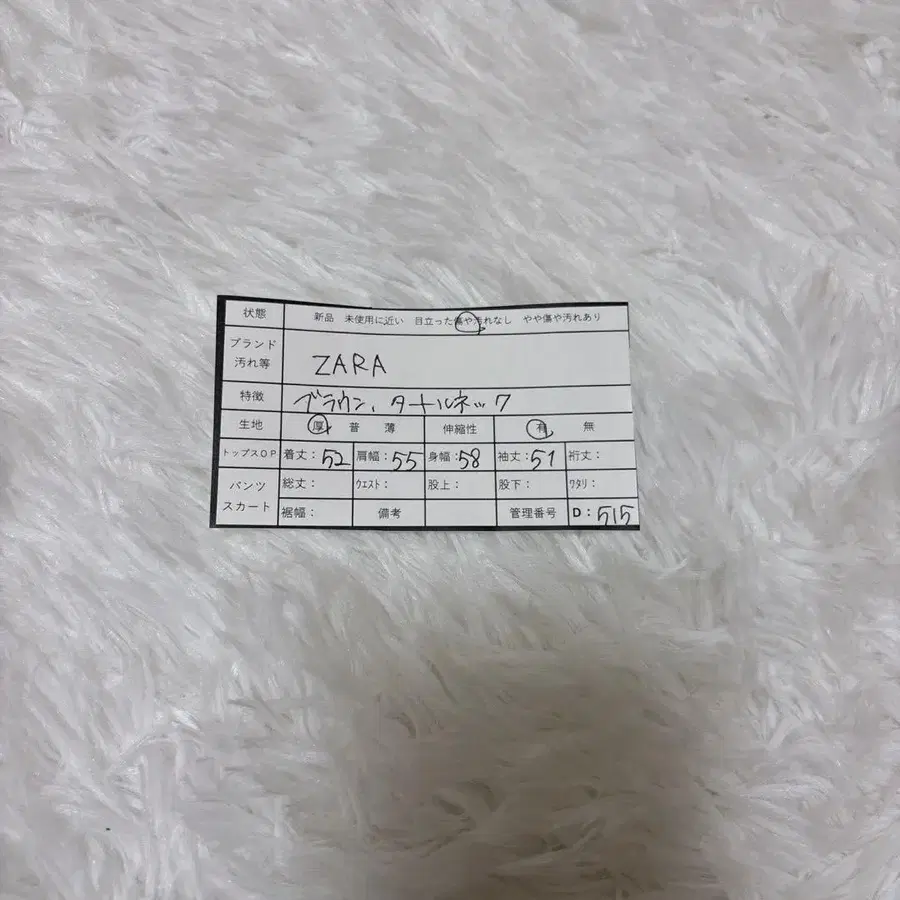 状態 新品 未使用に近い 目立った傷や汚れなし やや傷や汚れあり
ブランド
汚れ等 ZARA
特徴 ブラウン、タートルネック
生地 厚 普 薄 伸縮性 有 無
トップスOP 着丈：52 肩幅：55 身幅：58 袖丈：51 裄丈：
パンツ 総丈： ウエスト： 股上： 股下： ワタリ：
スカート 裾幅： 備考 管理番号 D：515